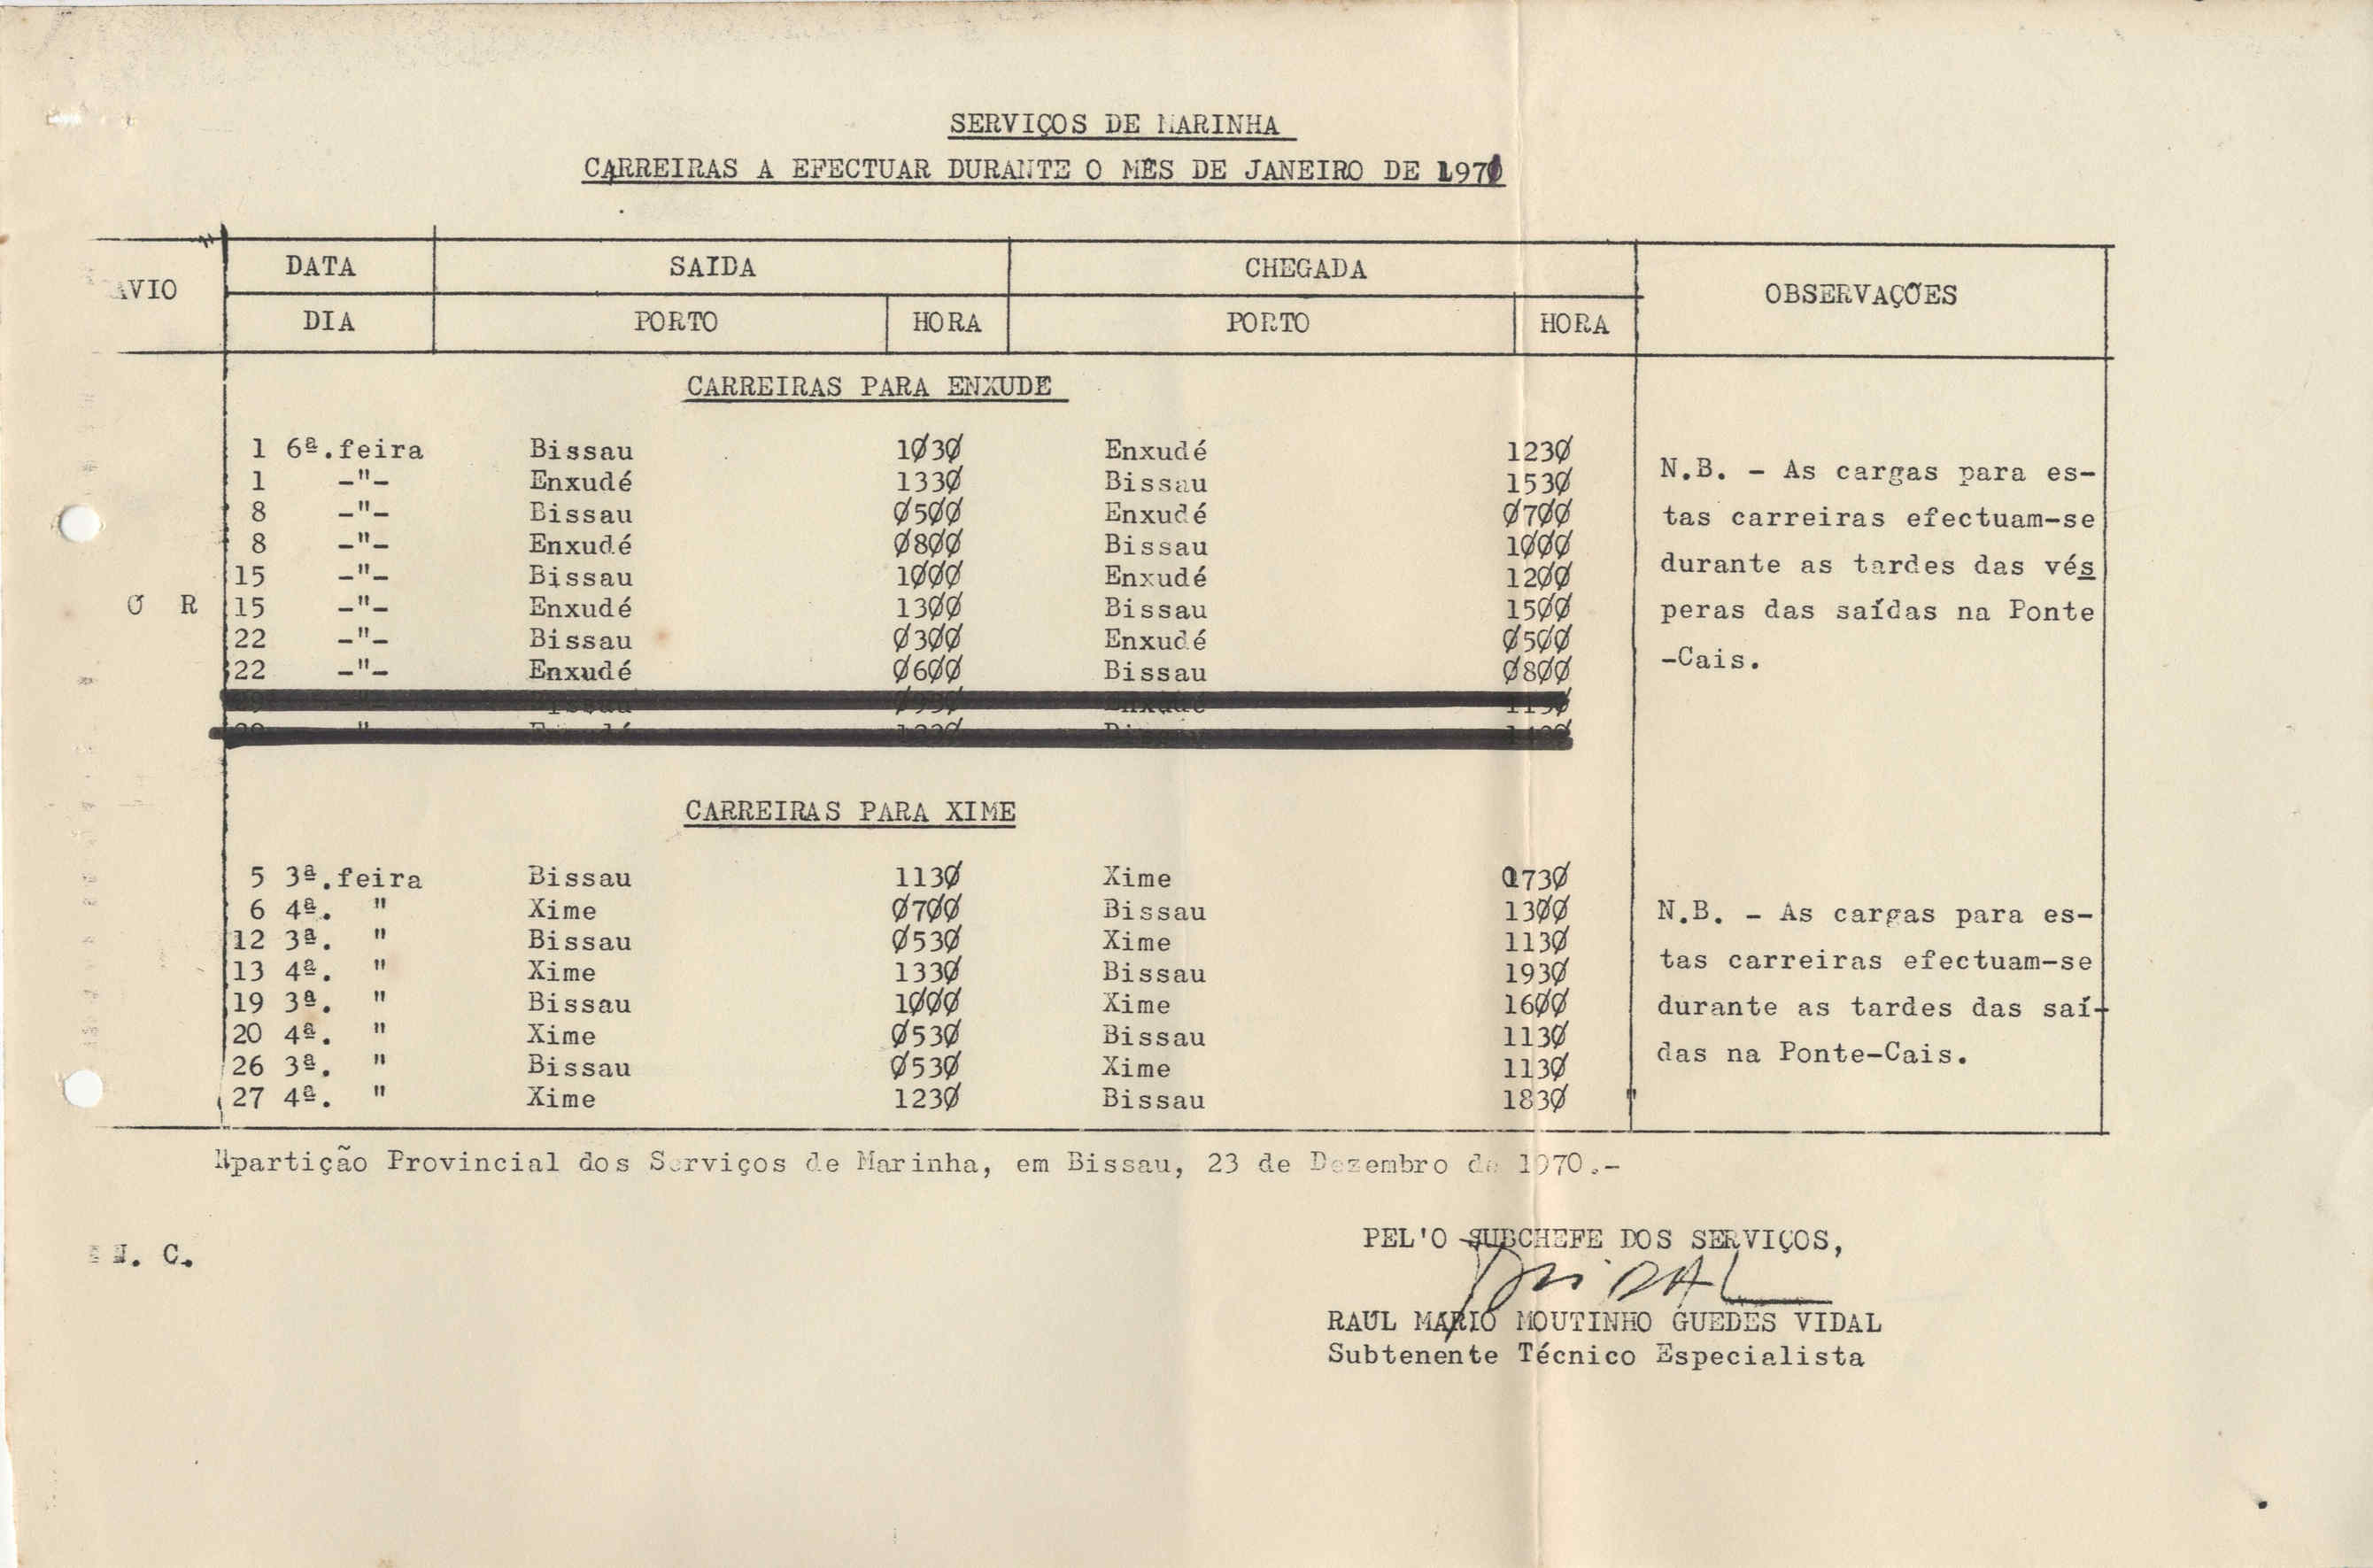 SERVIÇOS DE MARINHA
CARREIRAS A EFECTUAR DURANTE O MÊS DE JANEIRO DE 1971
AVIO DATA SAIDA CHEGADA OBSERVAÇÕES
DIA PORTO HORA PORTO HORA
CARREIRAS PARA ENXUDE
1 6ª.feira Bissau 1030 Enxudé 1230
1 -"- Enxudé 1330 Bissau 1530
8 -"- Bissau 0500 Enxudé 0700
8 -"- Enxudé 0800 Bissau 1000
15 -"- Bissau 1000 Enxudé 1200
O R 15 -"- Enxudé 1300 Bissau 1500
22 -"- Bissau 0300 Enxudé 0500
22 -"- Enxudé 0600 Bissau 0800
N.B. - As cargas para es-
tas carreiras efectuam-se
durante as tardes das vés
peras das saídas na Ponte
-Cais.
CARREIRAS PARA XIME
5 3ª.feira Bissau 1130 Xime 1730
6 4ª. " Xime 0700 Bissau 1300
12 3ª. " Bissau 0530 Xime 1130
13 4ª. " Xime 1330 Bissau 1930
19 3ª. " Bissau 1000 Xime 1600
20 4ª. " Xime 0530 Bissau 1130
26 3ª. " Bissau 0530 Xime 1130
27 4ª. " Xime 1230 Bissau 1830
N.B. - As cargas para es-
tas carreiras efectuam-se
durante as tardes das saí-
das na Ponte-Cais.
partição Provincial dos Serviços de Marinha, em Bissau, 23 de Dezembro de 1970.-
N. C.
PEL'O SUBCHEFE DOS SERVIÇOS,
Vidal
RAÚL MÁRIO MOUTINHO GUEDES VIDAL
Subtenente Técnico Especialista